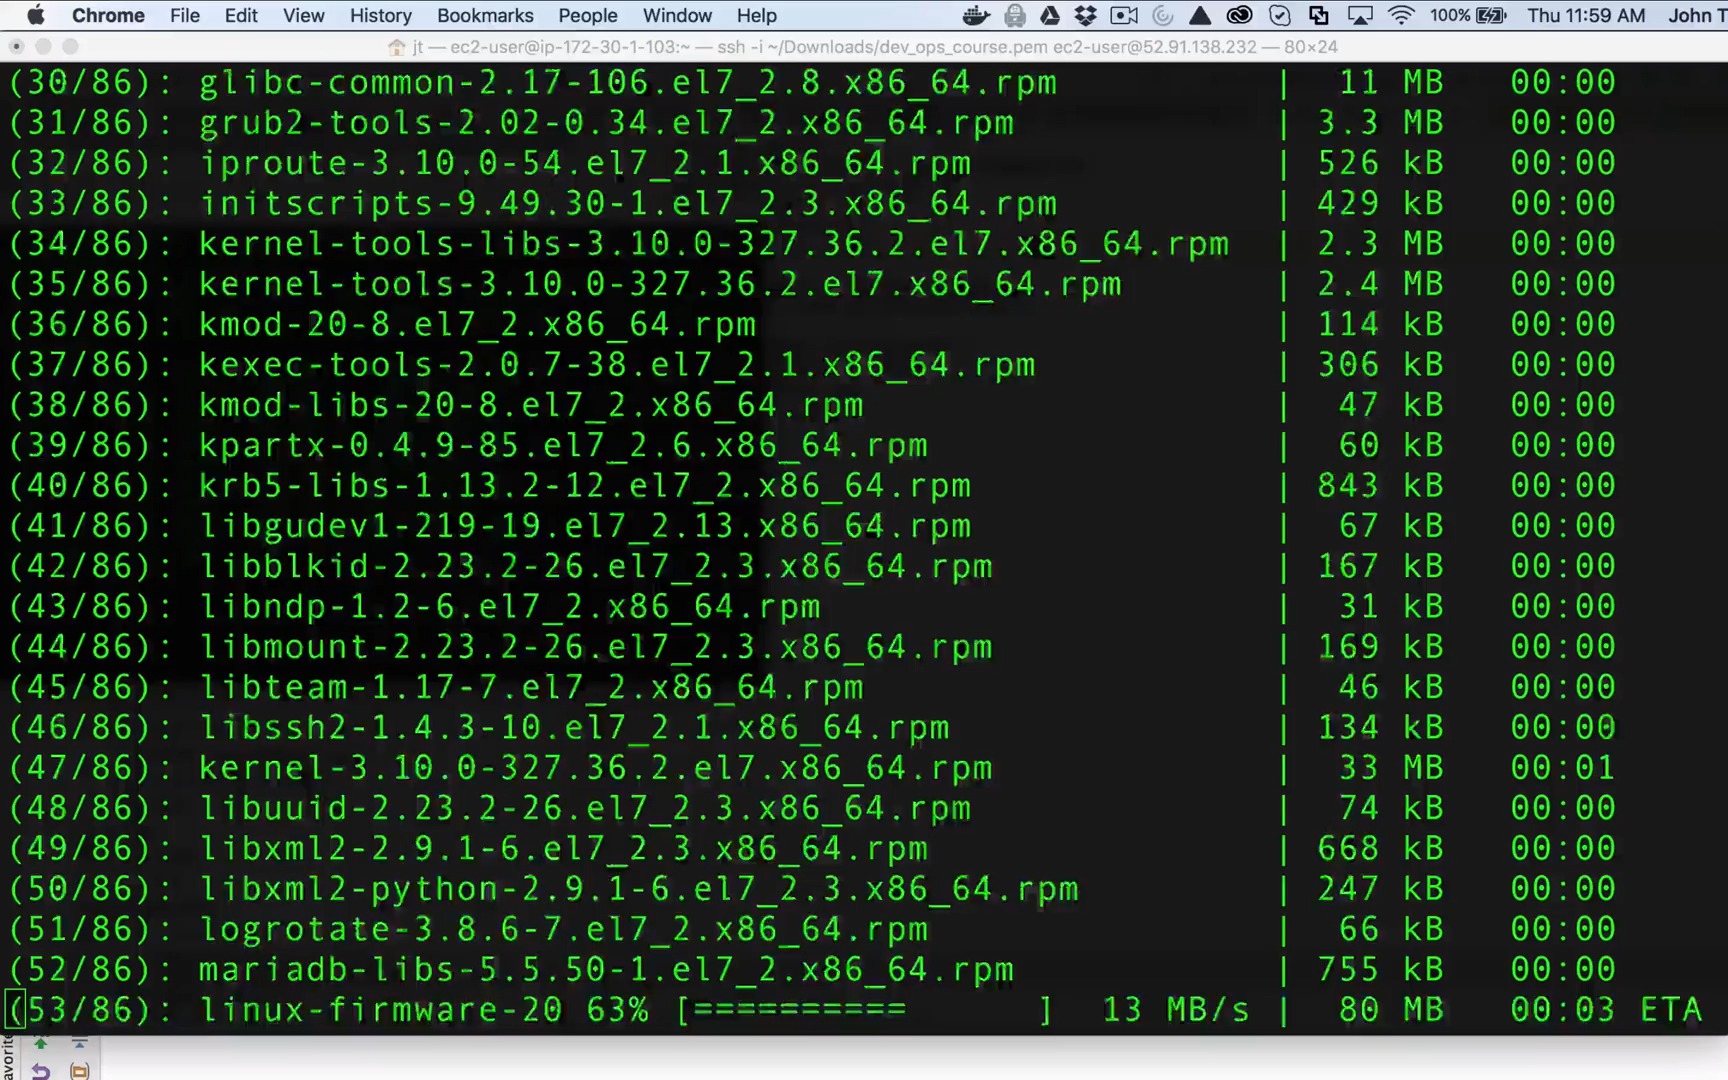 Chrome File Edit View History Bookmarks People Window Help 100% Thu 11:59 AM John T
jt — ec2-user@ip-172-30-1-103:~ — ssh -i ~/Downloads/dev_ops_course.pem ec2-user@52.91.138.232 — 80×24
(30/86): glibc-common-2.17-106.el7_2.8.x86_64.rpm | 11 MB 00:00
(31/86): grub2-tools-2.02-0.34.el7_2.x86_64.rpm | 3.3 MB 00:00
(32/86): iproute-3.10.0-54.el7_2.1.x86_64.rpm | 526 kB 00:00
(33/86): initscripts-9.49.30-1.el7_2.3.x86_64.rpm | 429 kB 00:00
(34/86): kernel-tools-libs-3.10.0-327.36.2.el7.x86_64.rpm | 2.3 MB 00:00
(35/86): kernel-tools-3.10.0-327.36.2.el7.x86_64.rpm | 2.4 MB 00:00
(36/86): kmod-20-8.el7_2.x86_64.rpm | 114 kB 00:00
(37/86): kexec-tools-2.0.7-38.el7_2.1.x86_64.rpm | 306 kB 00:00
(38/86): kmod-libs-20-8.el7_2.x86_64.rpm | 47 kB 00:00
(39/86): kpartx-0.4.9-85.el7_2.6.x86_64.rpm | 60 kB 00:00
(40/86): krb5-libs-1.13.2-12.el7_2.x86_64.rpm | 843 kB 00:00
(41/86): libgudev1-219-19.el7_2.13.x86_64.rpm | 67 kB 00:00
(42/86): libblkid-2.23.2-26.el7_2.3.x86_64.rpm | 167 kB 00:00
(43/86): libndp-1.2-6.el7_2.x86_64.rpm | 31 kB 00:00
(44/86): libmount-2.23.2-26.el7_2.3.x86_64.rpm | 169 kB 00:00
(45/86): libteam-1.17-7.el7_2.x86_64.rpm | 46 kB 00:00
(46/86): libssh2-1.4.3-10.el7_2.1.x86_64.rpm | 134 kB 00:00
(47/86): kernel-3.10.0-327.36.2.el7.x86_64.rpm | 33 MB 00:01
(48/86): libuuid-2.23.2-26.el7_2.3.x86_64.rpm | 74 kB 00:00
(49/86): libxml2-2.9.1-6.el7_2.3.x86_64.rpm | 668 kB 00:00
(50/86): libxml2-python-2.9.1-6.el7_2.3.x86_64.rpm | 247 kB 00:00
(51/86): logrotate-3.8.6-7.el7_2.x86_64.rpm | 66 kB 00:00
(52/86): mariadb-libs-5.5.50-1.el7_2.x86_64.rpm | 755 kB 00:00
(53/86): linux-firmware-20 63% [========== ] 13 MB/s | 80 MB 00:03 ETA
avorite